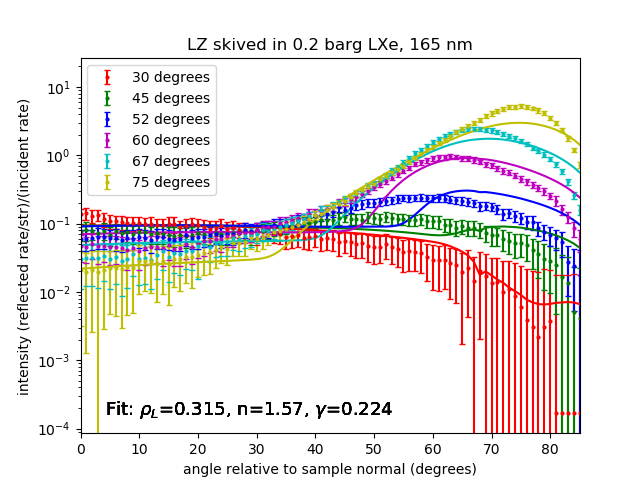 LZ skived in 0.2 barg LXe, 165 nm
30 degrees
45 degrees
52 degrees
60 degrees
67 degrees
75 degrees
intensity (reflected rate/str)/(incident rate)
10¹
10⁰
10⁻¹
10⁻²
10⁻³
10⁻⁴
Fit: ρ_L=0.315, n=1.57, γ=0.224
0 10 20 30 40 50 60 70 80
angle relative to sample normal (degrees)